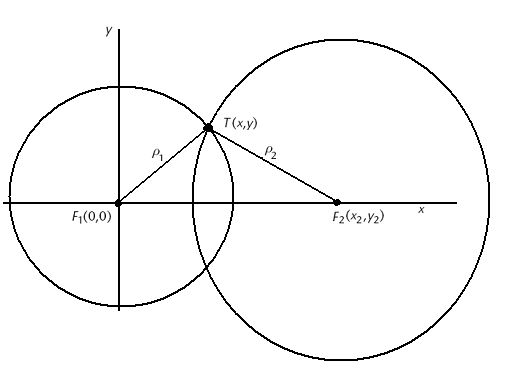 y
T(x,y)
ρ₁
ρ₂
F₁(0,0)
F₂(x₂,y₂)
x